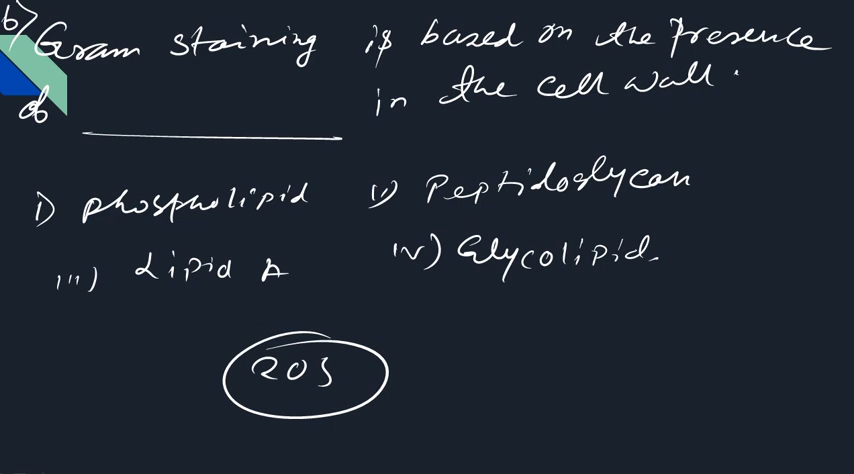 b) Gram staining is based on the presence
of __________ in the cell wall.
i) phospholipid ii) Peptidoglycan
iii) Lipid A iv) Glycolipid.
203